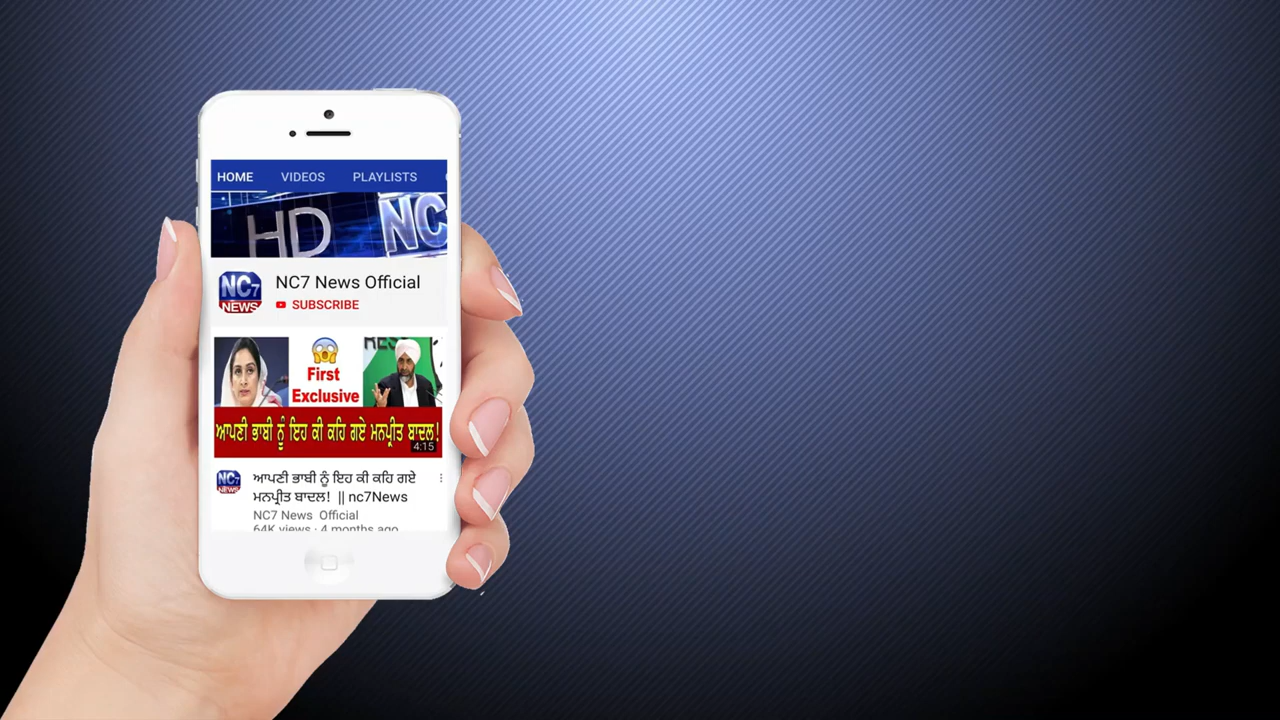 HOME VIDEOS PLAYLISTS
HD NC
NC7 NEWS
NC7 News Official
SUBSCRIBE
First
Exclusive
ਆਪਣੀ ਭਾਬੀ ਨੂੰ ਇਹ ਕੀ ਕਹਿ ਗਏ ਮਨਪ੍ਰੀਤ ਬਾਦਲ!
4:15
NC7 NEWS
ਆਪਣੀ ਭਾਬੀ ਨੂੰ ਇਹ ਕੀ ਕਹਿ ਗਏ
ਮਨਪ੍ਰੀਤ ਬਾਦਲ! || nc7News
NC7 News Official
64K views · 4 months ago